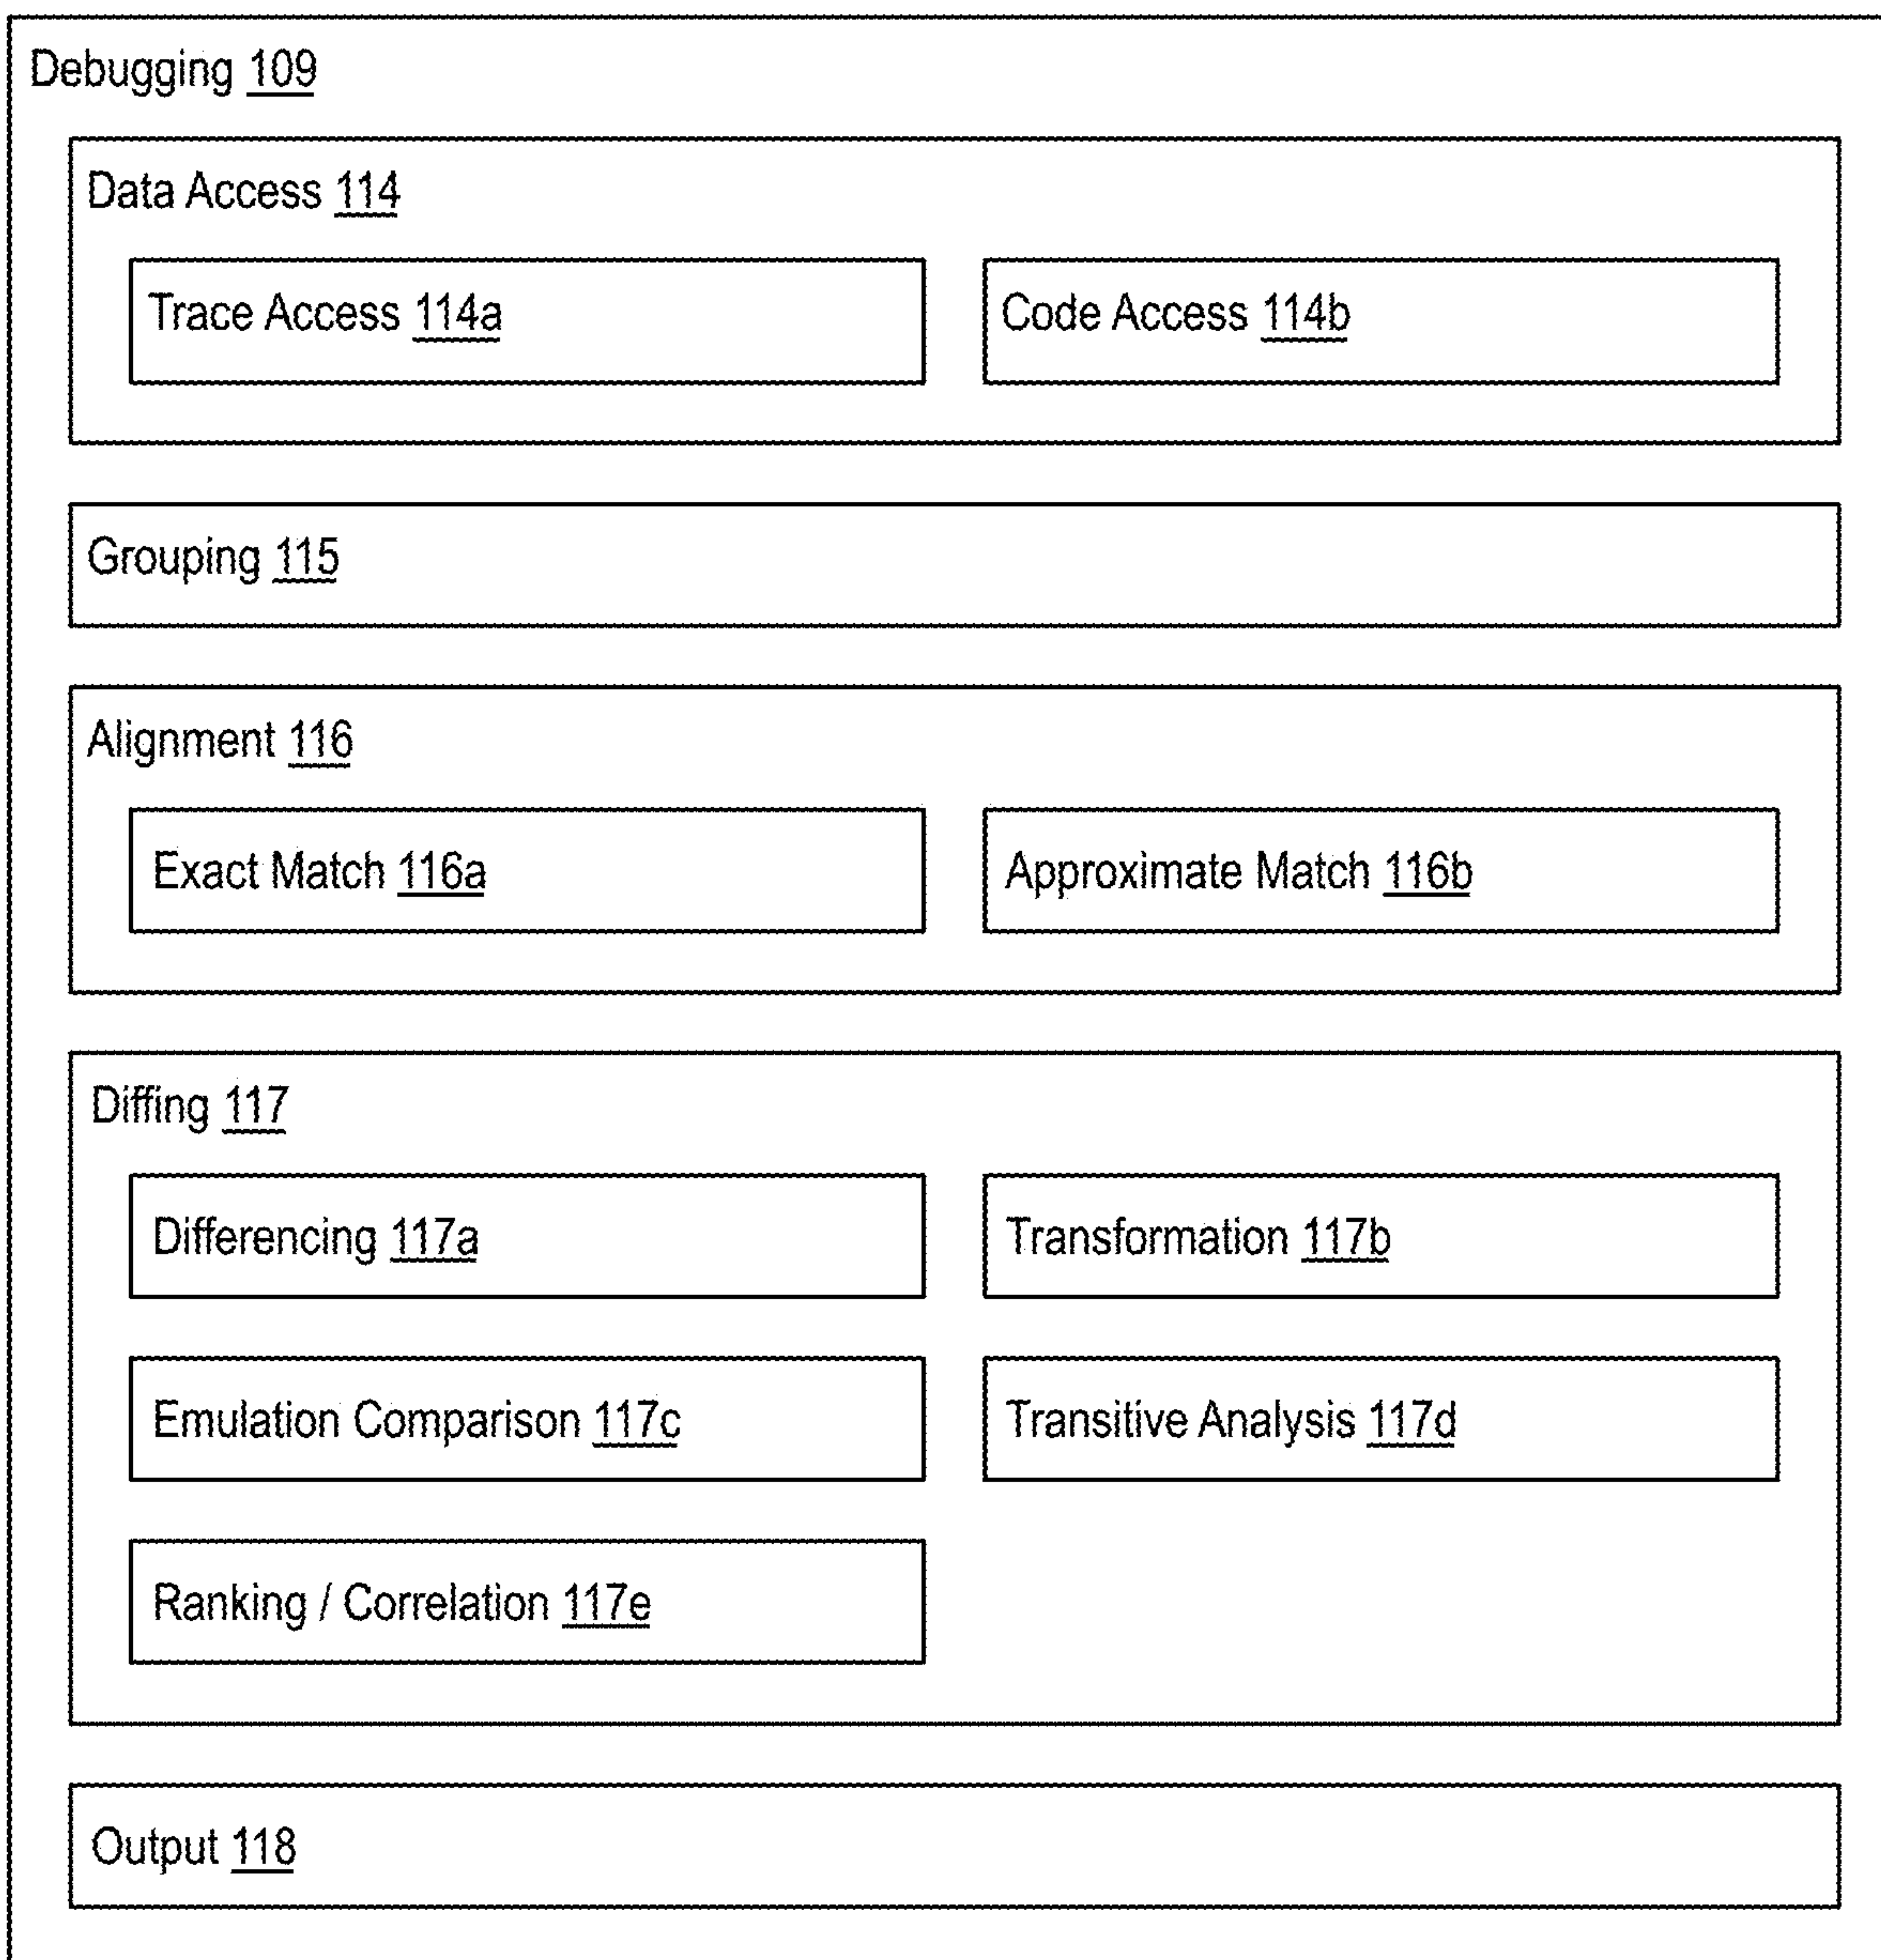 Debugging 109
Data Access 114
Trace Access 114a
Code Access 114b
Grouping 115
Alignment 116
Exact Match 116a
Approximate Match 116b
Diffing 117
Differencing 117a
Transformation 117b
Emulation Comparison 117c
Transitive Analysis 117d
Ranking / Correlation 117e
Output 118